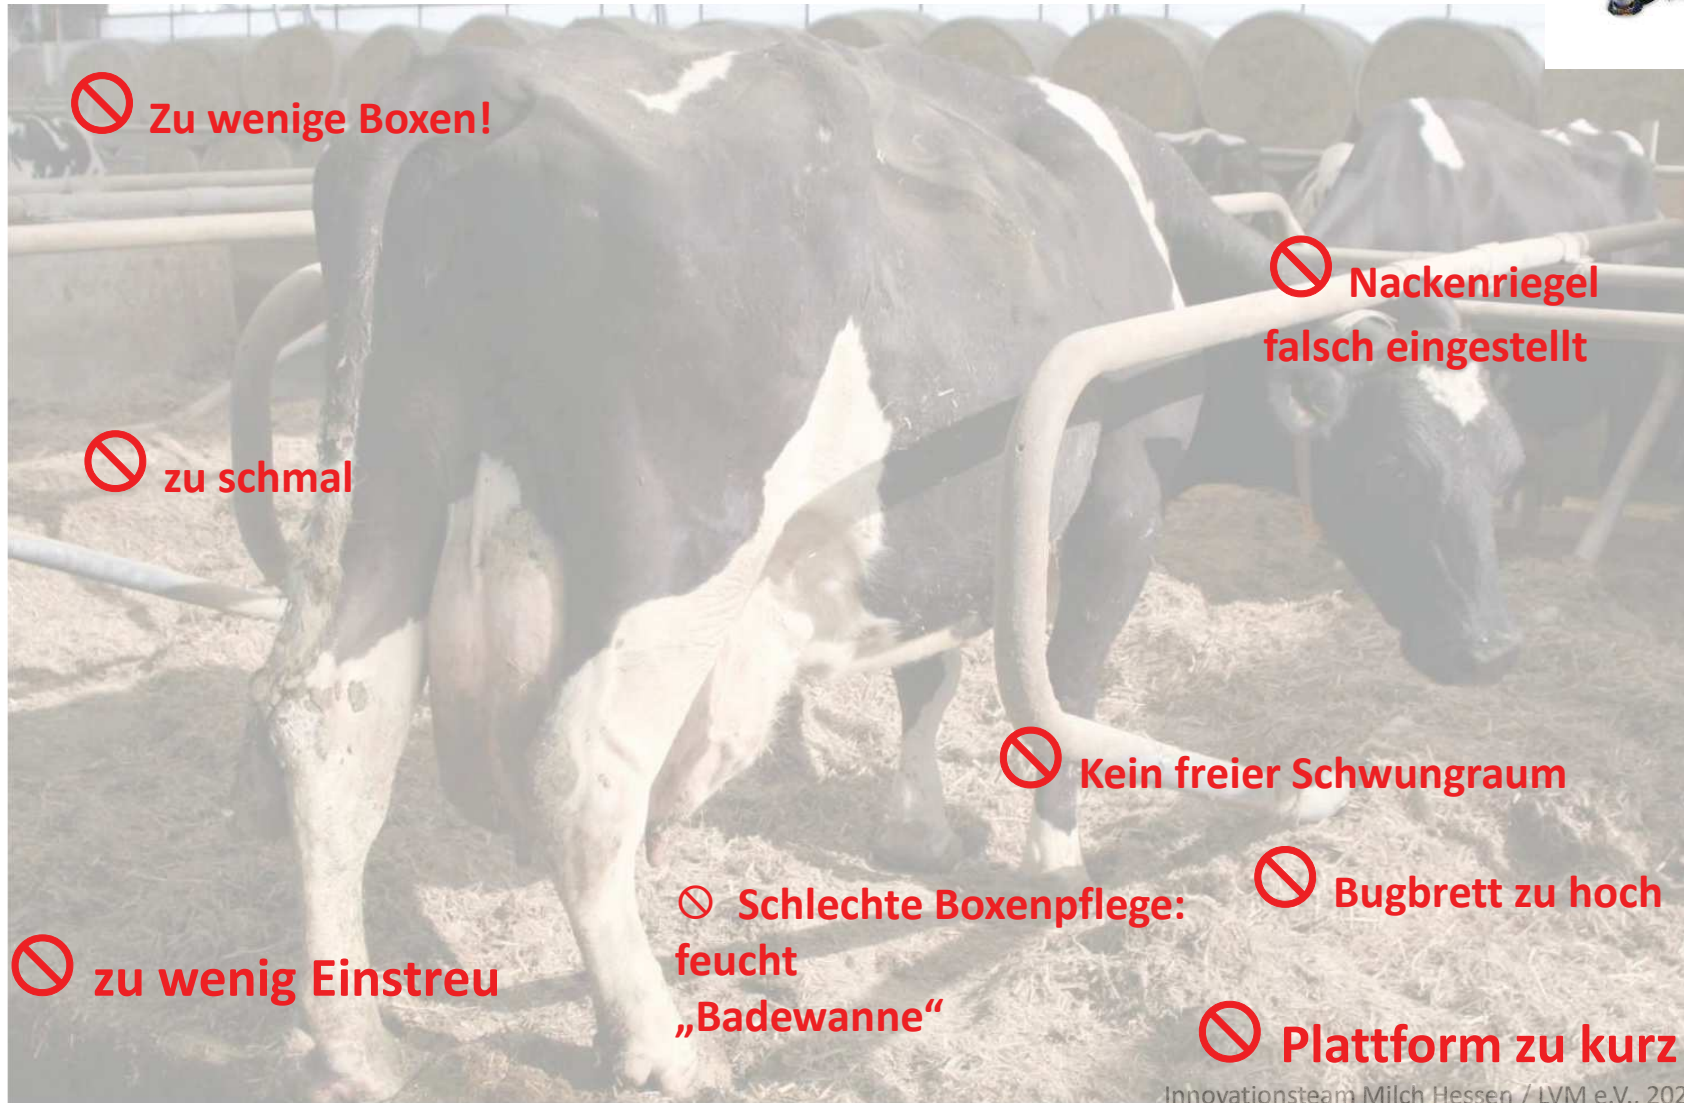 Zu wenige Boxen!
Nackenriegel
falsch eingestellt
zu schmal
Kein freier Schwungraum
Bugbrett zu hoch
Schlechte Boxenpflege:
feucht
„Badewanne“
zu wenig Einstreu
Plattform zu kurz
Innovationsteam Milch Hessen / LVM e.V., 202